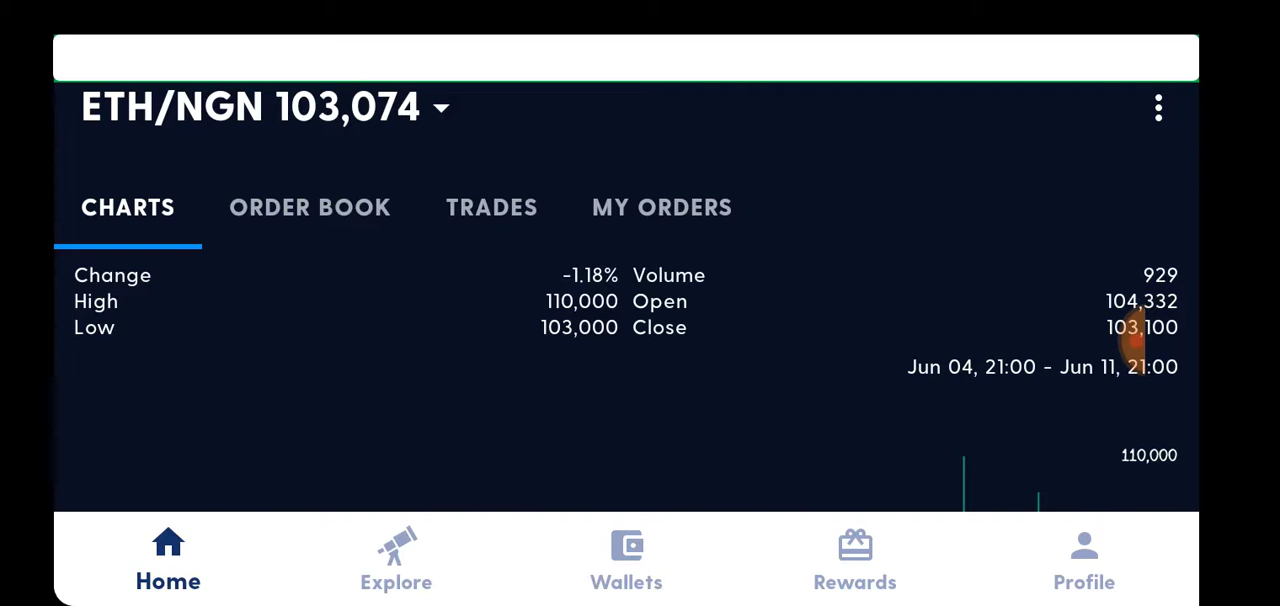 ETH/NGN 103,074
CHARTS ORDER BOOK TRADES MY ORDERS
Change -1.18% Volume 929
High 110,000 Open 104,332
Low 103,000 Close 103,100
Jun 04, 21:00 - Jun 11, 21:00
110,000
Home Explore Wallets Rewards Profile